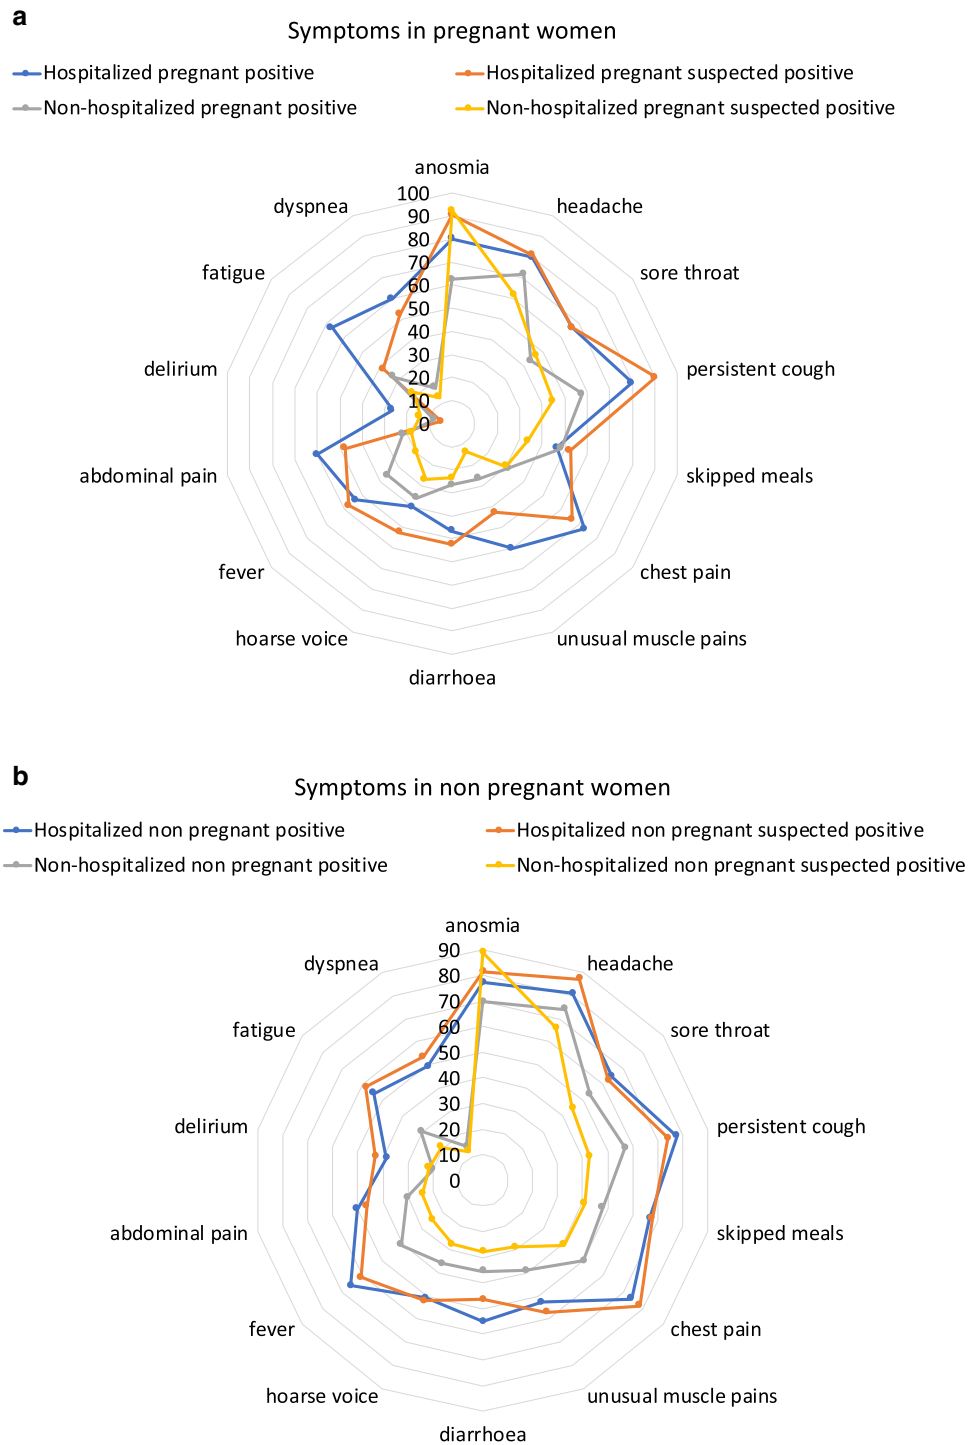 a
Symptoms in pregnant women
Hospitalized pregnant positive
Hospitalized pregnant suspected positive
Non-hospitalized pregnant positive
Non-hospitalized pregnant suspected positive
anosmia
headache
sore throat
persistent cough
skipped meals
chest pain
unusual muscle pains
diarrhoea
hoarse voice
fever
abdominal pain
delirium
fatigue
dyspnea
100
90
80
70
60
50
40
30
20
10
0
b
Symptoms in non pregnant women
Hospitalized non pregnant positive
Hospitalized non pregnant suspected positive
Non-hospitalized non pregnant positive
Non-hospitalized non pregnant suspected positive
anosmia
headache
sore throat
persistent cough
skipped meals
chest pain
unusual muscle pains
diarrhoea
hoarse voice
fever
abdominal pain
delirium
fatigue
dyspnea
90
80
70
60
50
40
30
20
10
0